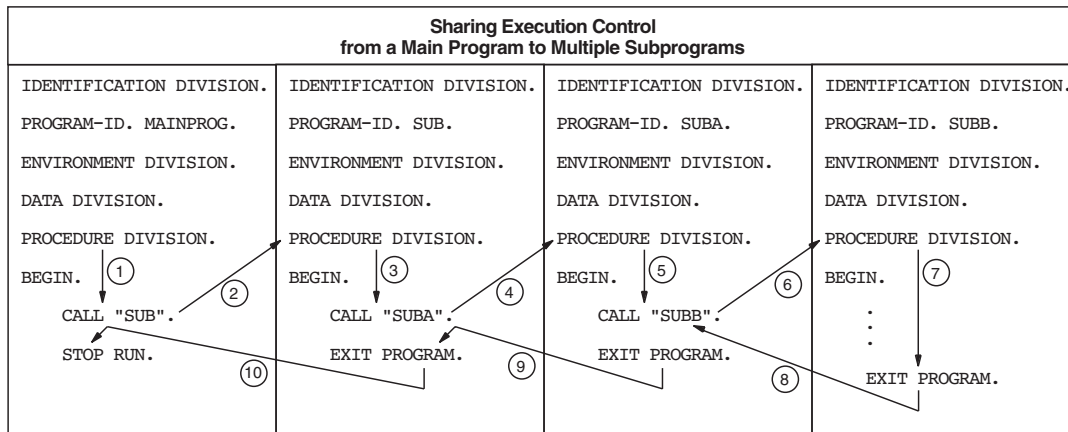 Sharing Execution Control
from a Main Program to Multiple Subprograms
IDENTIFICATION DIVISION.
PROGRAM-ID. MAINPROG.
ENVIRONMENT DIVISION.
DATA DIVISION.
PROCEDURE DIVISION.
1
BEGIN.
2
CALL "SUB".
STOP RUN.
10
IDENTIFICATION DIVISION.
PROGRAM-ID. SUB.
ENVIRONMENT DIVISION.
DATA DIVISION.
PROCEDURE DIVISION.
3
BEGIN.
4
CALL "SUBA".
EXIT PROGRAM.
9
IDENTIFICATION DIVISION.
PROGRAM-ID. SUBA.
ENVIRONMENT DIVISION.
DATA DIVISION.
PROCEDURE DIVISION.
5
BEGIN.
6
CALL "SUBB".
EXIT PROGRAM.
8
IDENTIFICATION DIVISION.
PROGRAM-ID. SUBB.
ENVIRONMENT DIVISION.
DATA DIVISION.
PROCEDURE DIVISION.
7
BEGIN.
.
.
.
EXIT PROGRAM.